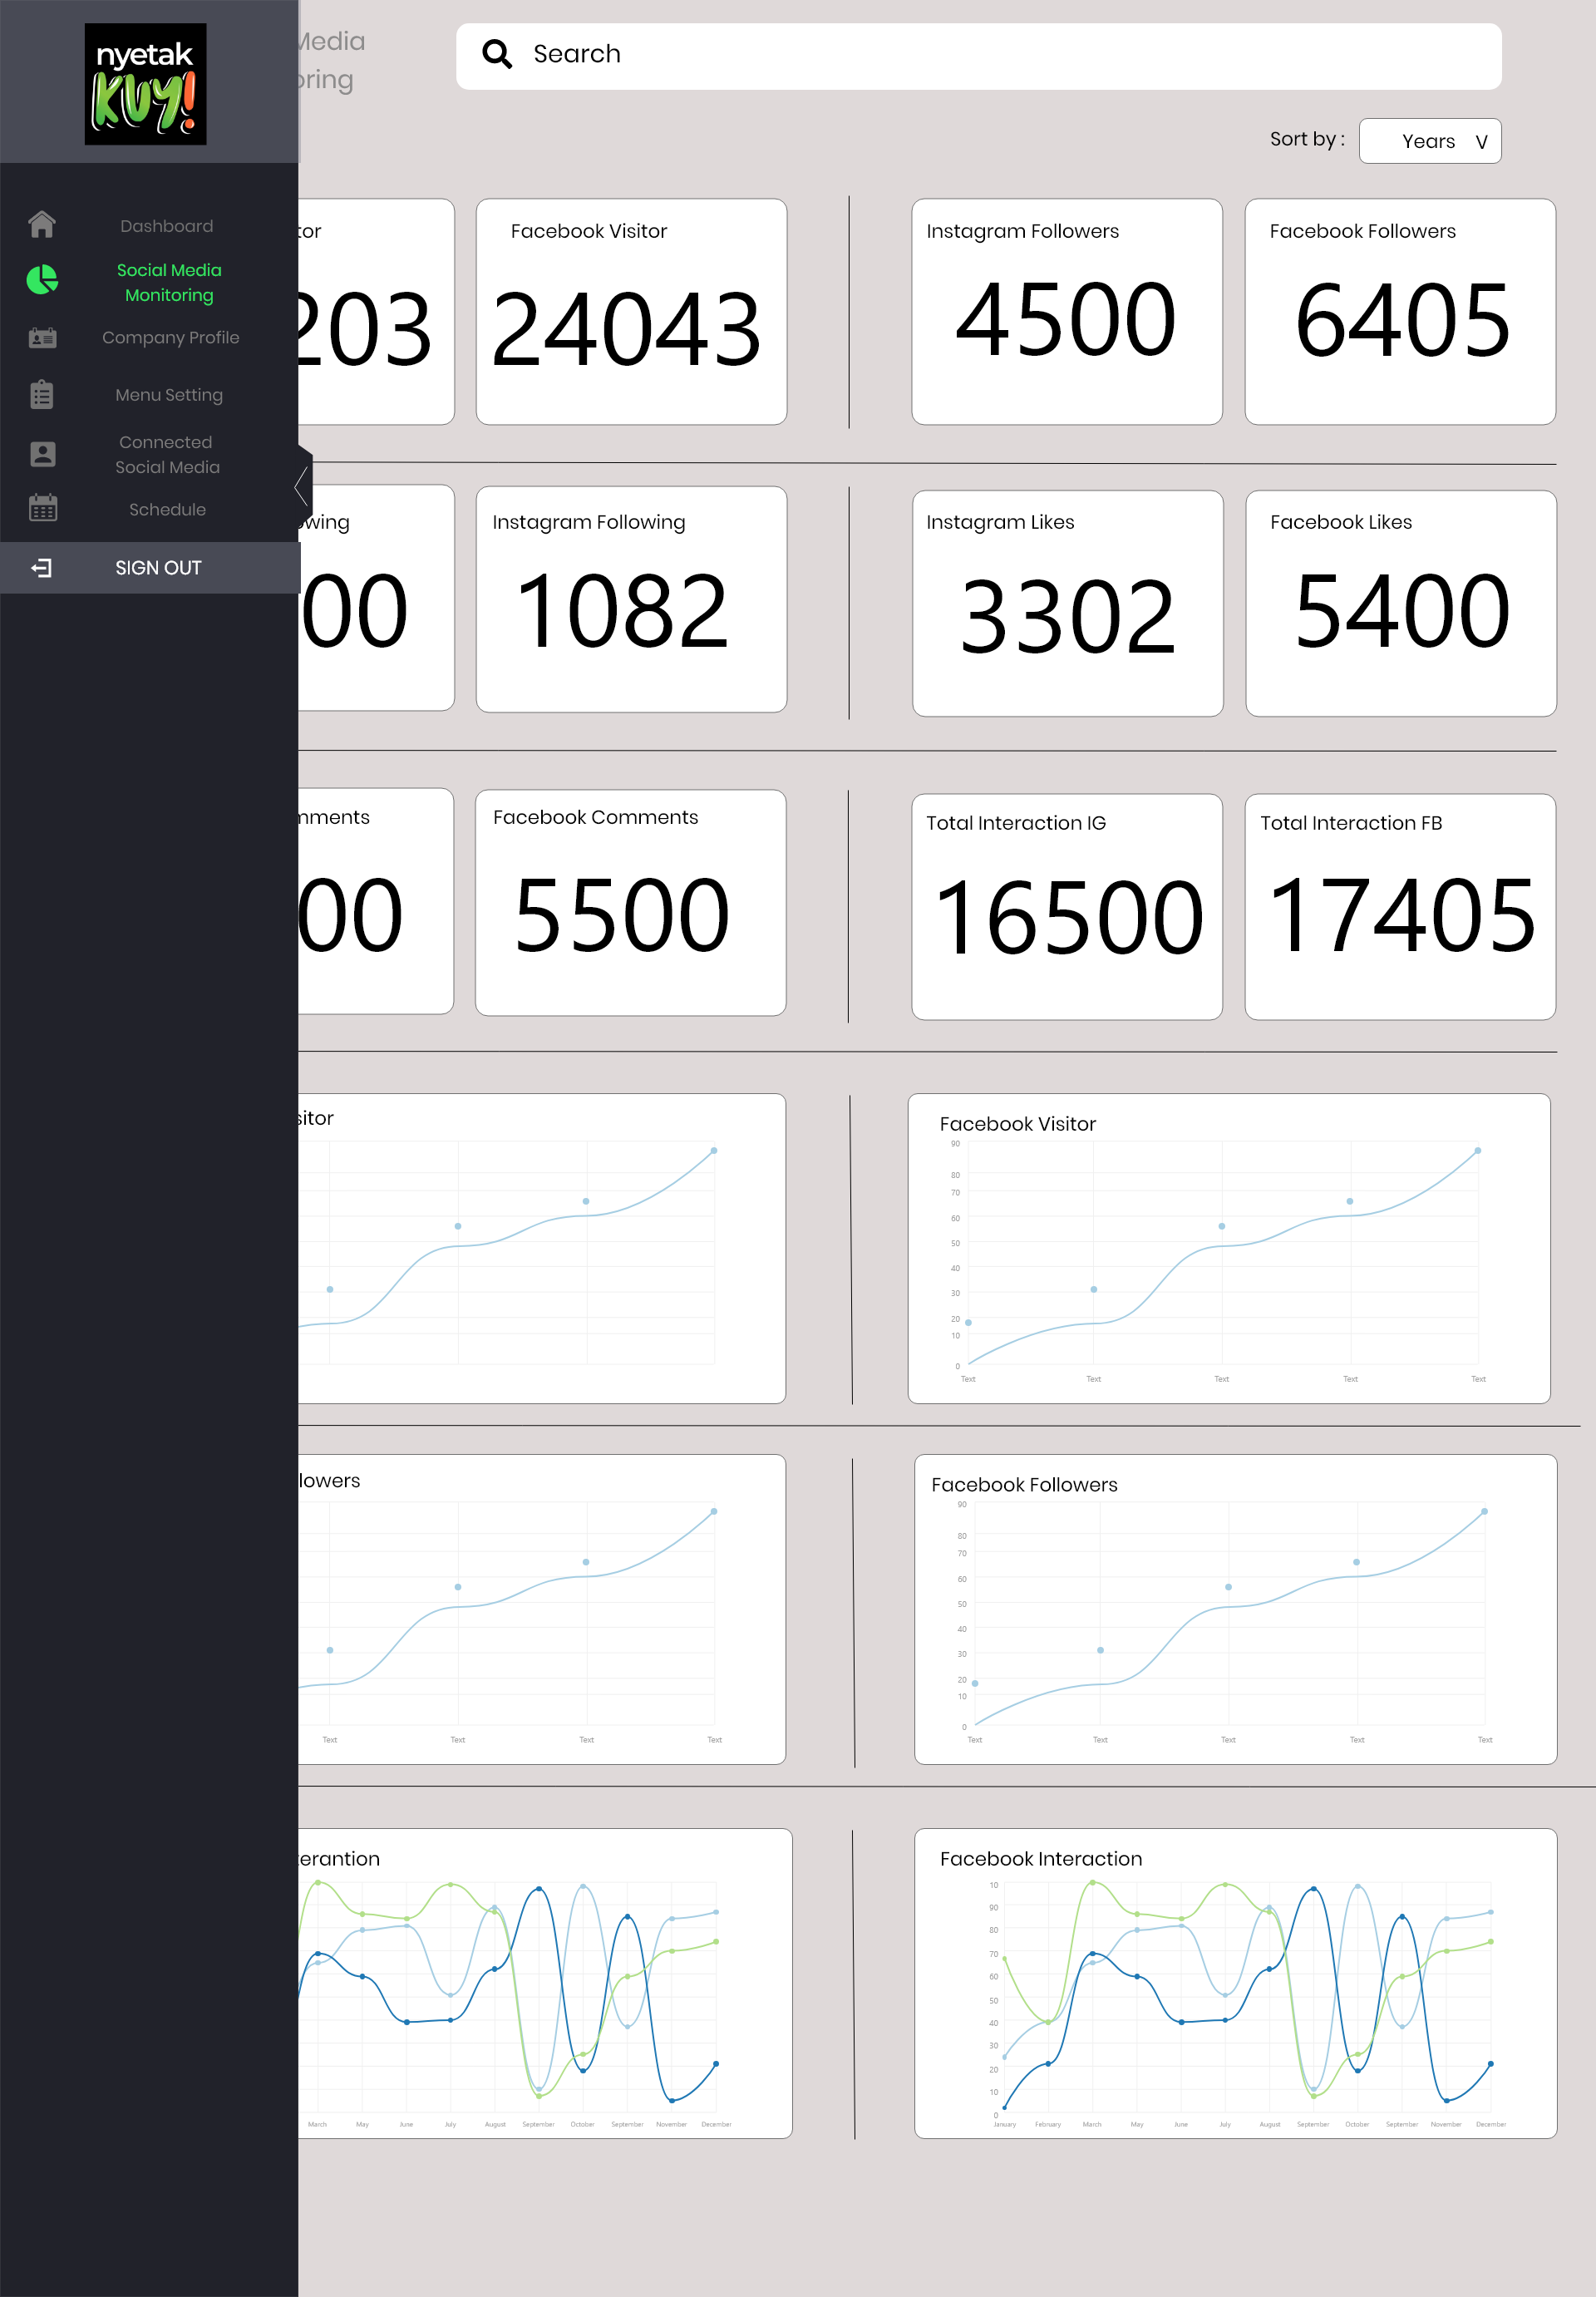 nyetak
KUY!
Media
oring
Search
Sort by :
Years V
Dashboard
Social Media
Monitoring
Company Profile
Menu Setting
Connected
Social Media
Schedule
SIGN OUT
tor
203
Facebook Visitor
24043
Instagram Followers
4500
Facebook Followers
6405
owing
00
Instagram Following
1082
Instagram Likes
3302
Facebook Likes
5400
mments
00
Facebook Comments
5500
Total Interaction IG
16500
Total Interaction FB
17405
sitor
Facebook Visitor
90
80
70
60
50
40
30
20
10
0
Text Text Text Text Text
llowers
Text Text Text Text
Facebook Followers
90
80
70
60
50
40
30
20
10
0
Text Text Text Text Text
terantion
March May June July August September October September November December
Facebook Interaction
10
90
80
70
60
50
40
30
20
10
0
January February March May June July August September October September November December